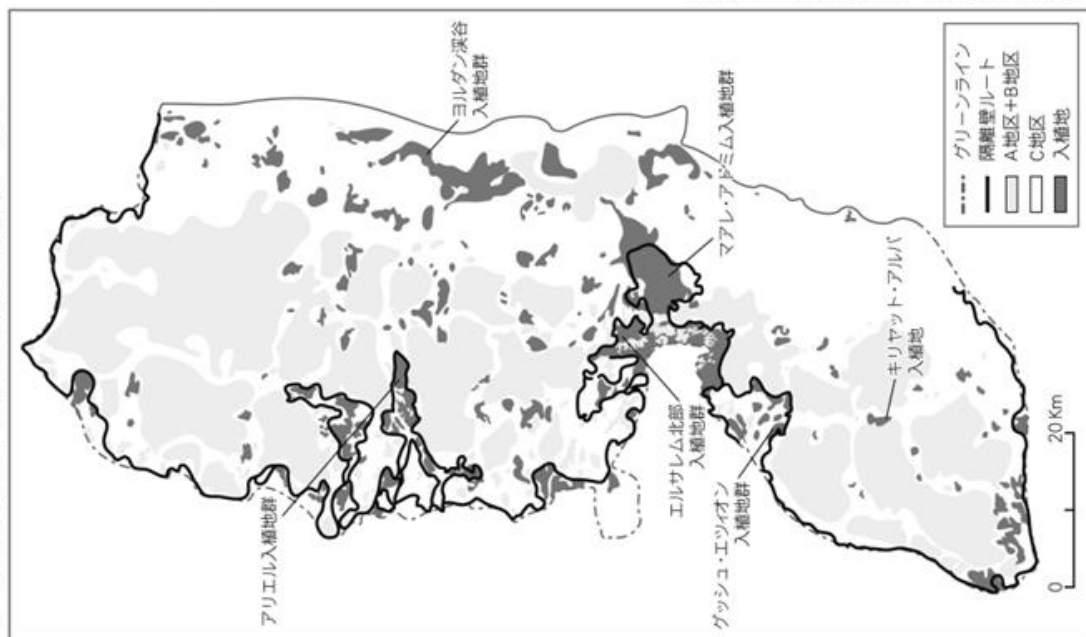 ヨルダン渓谷
入植地群
マアレ・アドミム入植地群
キリヤット・アルバ
入植地
アリエル入植地群
エルサレム北部
入植地群
グッシュ・エツィオン
入植地群
グリーンライン
隔離壁ルート
A地区+B地区
C地区
入植地
0
20 Km